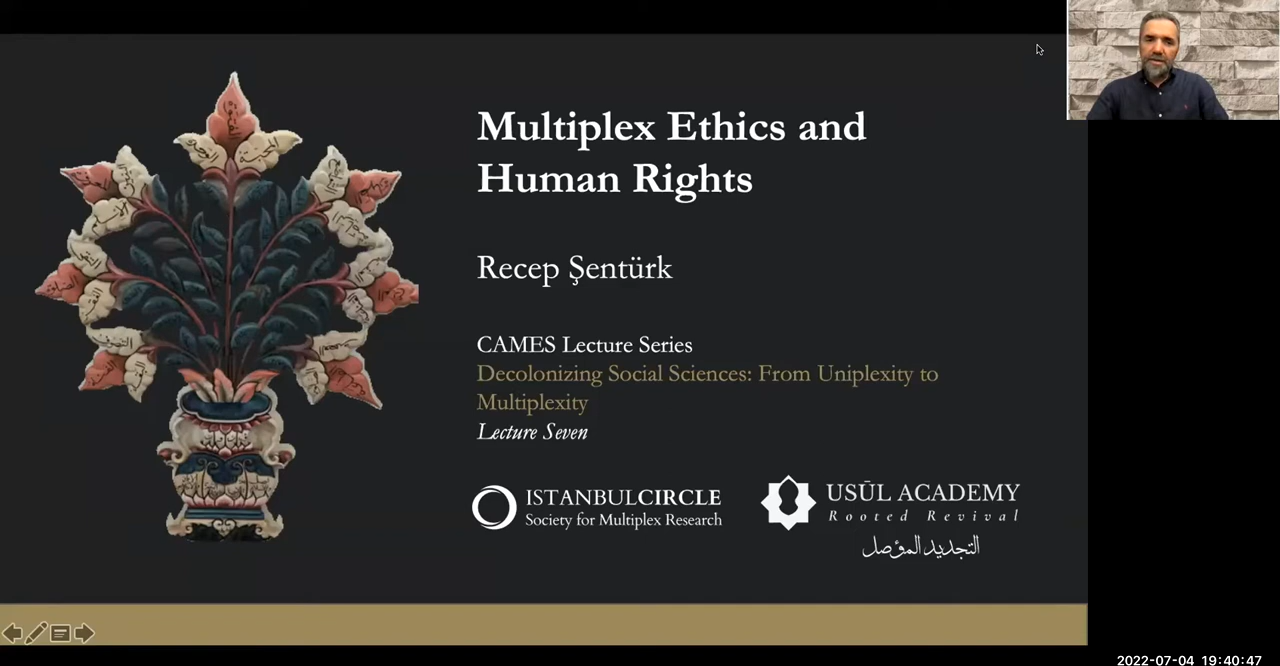 Multiplex Ethics and
Human Rights
Recep Şentürk
CAMES Lecture Series
Decolonizing Social Sciences: From Uniplexity to
Multiplexity
Lecture Seven
ISTANBULCIRCLE
Society for Multiplex Research
USŪL ACADEMY
Rooted Revival
التجديد المؤصل
2022-07-04 19:40:47